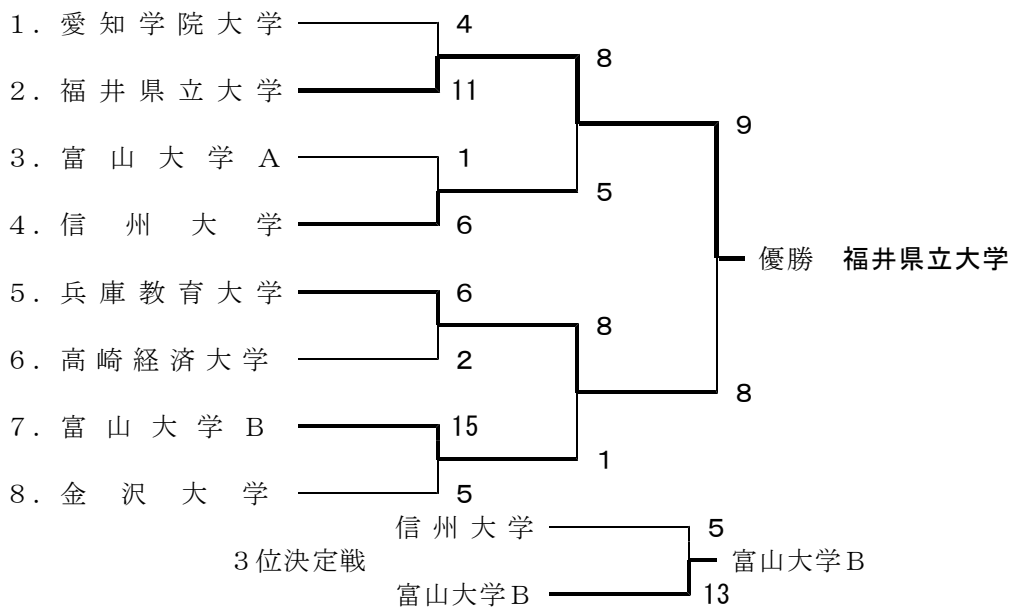 1．愛知学院大学 4
8
2．福井県立大学 11
9
3．富山大学A 1
5
4．信州大学 6
優勝　福井県立大学
5．兵庫教育大学 6
8
6．高崎経済大学 2
8
7．富山大学B 15
1
8．金沢大学 5
信州大学 5
3位決定戦 富山大学B
富山大学B 13